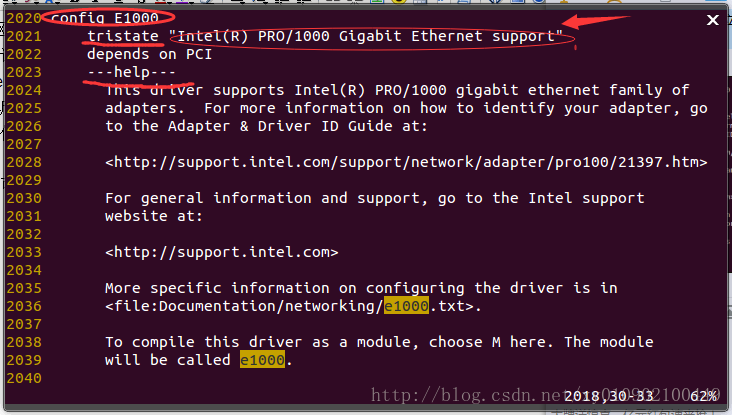 2020 config E1000
2021 tristate "Intel(R) PRO/1000 Gigabit Ethernet support"
2022 depends on PCI
2023 ---help---
2024 This driver supports Intel(R) PRO/1000 gigabit ethernet family of
2025 adapters.  For more information on how to identify your adapter, go
2026 to the Adapter & Driver ID Guide at:
2027
2028 <http://support.intel.com/support/network/adapter/pro100/21397.htm>
2029
2030 For general information and support, go to the Intel support
2031 website at:
2032
2033 <http://support.intel.com>
2034
2035 More specific information on configuring the driver is in
2036 <file:Documentation/networking/e1000.txt>.
2037
2038 To compile this driver as a module, choose M here. The module
2039 will be called e1000.
2040
2018,30-33 62%